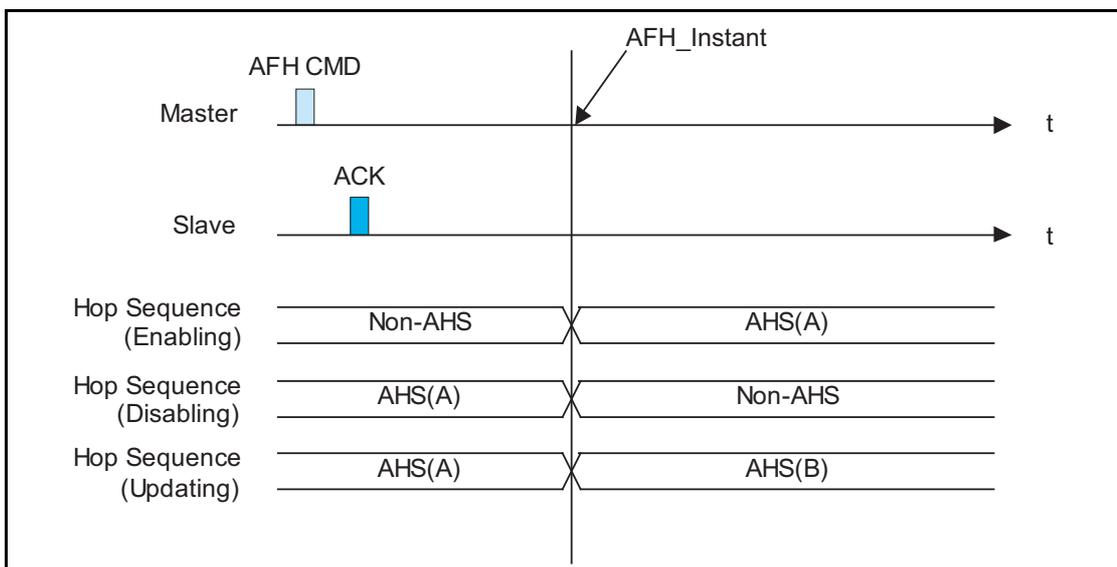 AFH_Instant
AFH CMD
Master
t
ACK
Slave
t
Hop Sequence
(Enabling)
Non-AHS
AHS(A)
Hop Sequence
(Disabling)
AHS(A)
Non-AHS
Hop Sequence
(Updating)
AHS(A)
AHS(B)